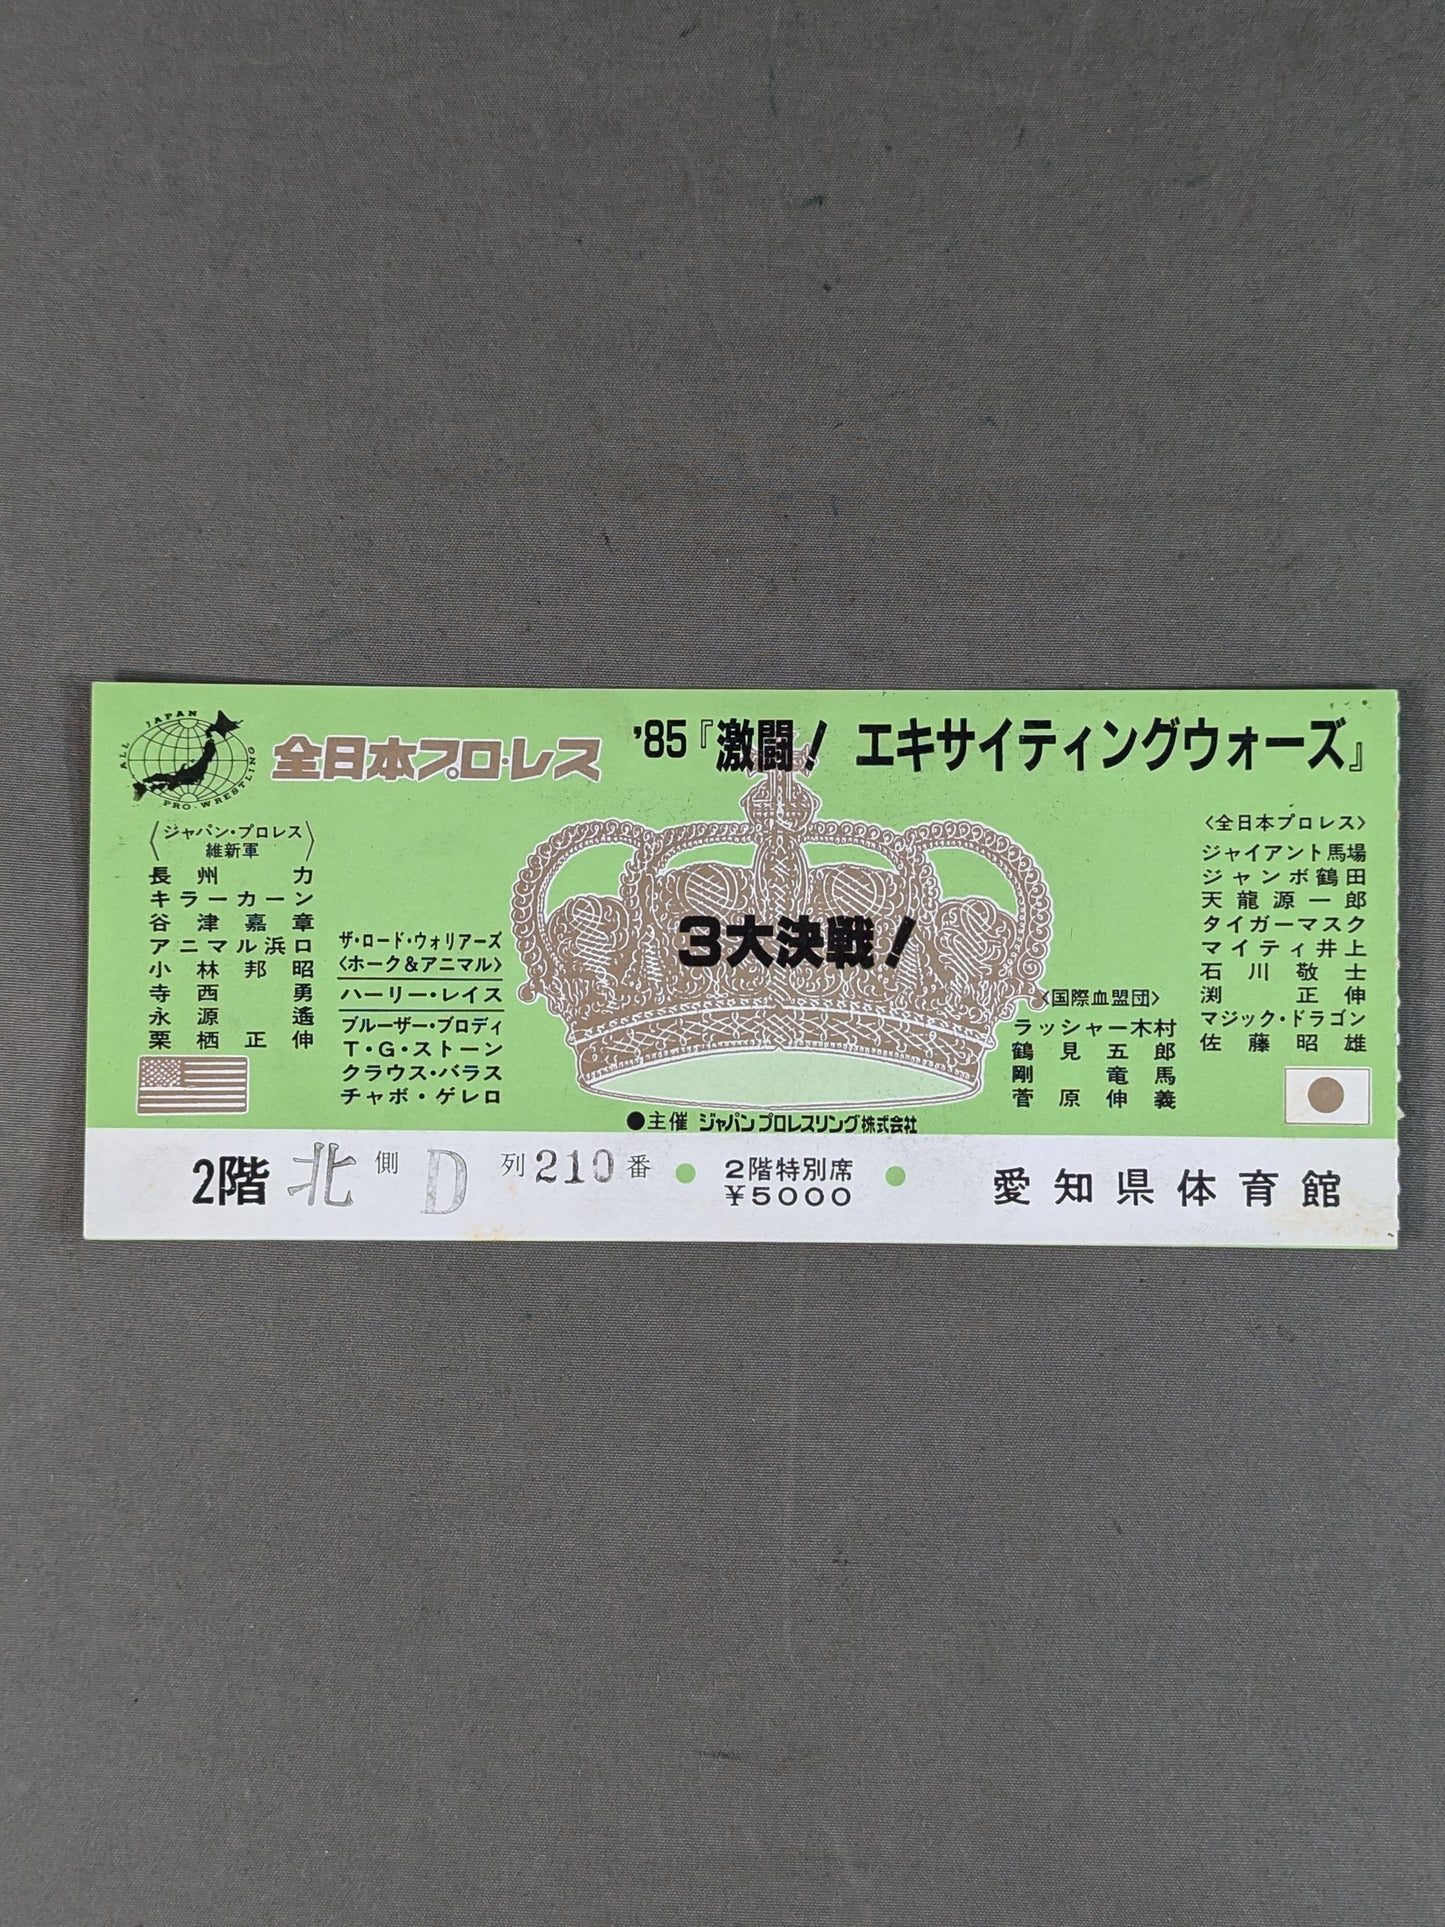 ALL JAPAN PRO-WRESTLING
全日本プロ・レス
'85『激闘！ エキサイティングウォーズ』
3大決戦！
〈ジャパン・プロレス維新軍〉
長州力
キラーカーン
谷津嘉章
アニマル浜口
小林邦昭
寺西勇
永源遙
栗栖正伸
ザ・ロード・ウォリアーズ
〈ホーク&アニマル〉
ハーリー・レイス
ブルーザー・ブロディ
T・G・ストーン
クラウス・バラス
チャボ・ゲレロ
〈国際血盟団〉
ラッシャー木村
鶴見五郎
剛竜馬
菅原伸義
〈全日本プロレス〉
ジャイアント馬場
ジャンボ鶴田
天龍源一郎
タイガーマスク
マイティ井上
石川敬士
渕正伸
マジック・ドラゴン
佐藤昭雄
●主催 ジャパンプロレスリング株式会社
2階 北 側 D 列 210 番 ● 2階特別席 ¥5000 ● 愛知県体育館